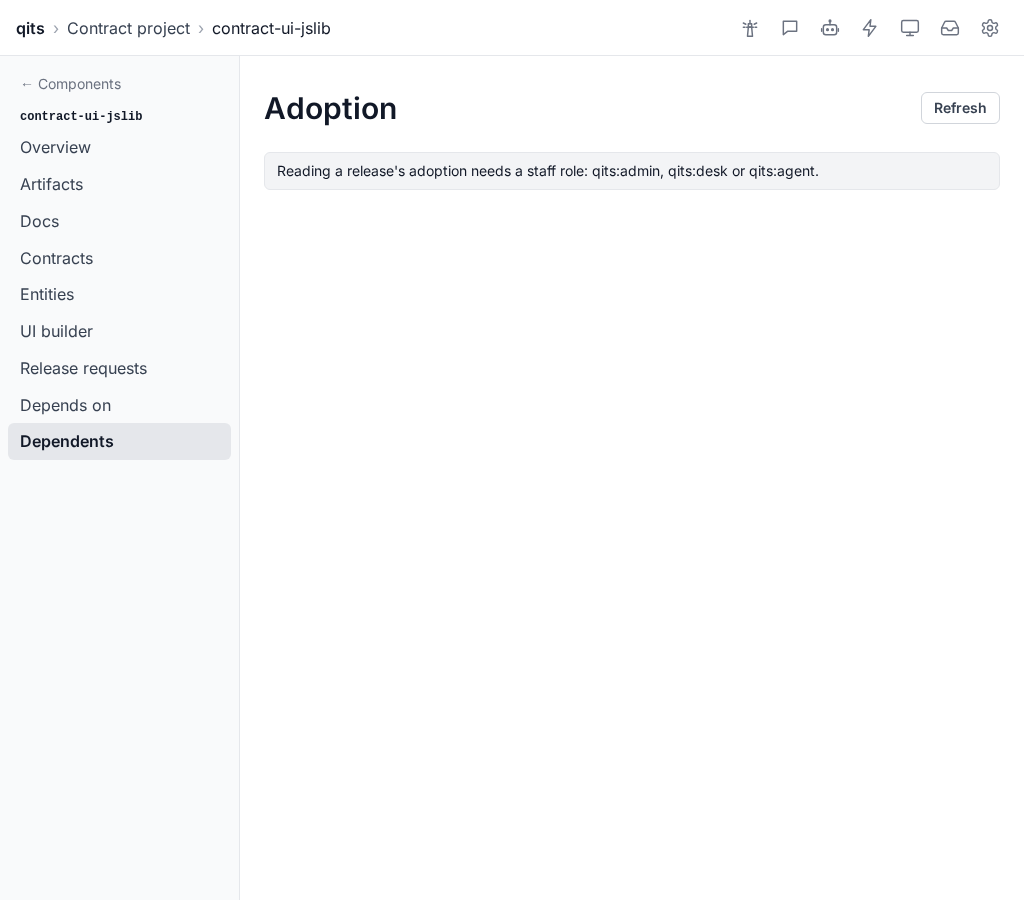 qits › Contract project › contract-ui-jslib
← Components
contract-ui-jslib
Overview
Artifacts
Docs
Contracts
Entities
UI builder
Release requests
Depends on
Dependents
Adoption
Refresh
Reading a release's adoption needs a staff role: qits:admin, qits:desk or qits:agent.